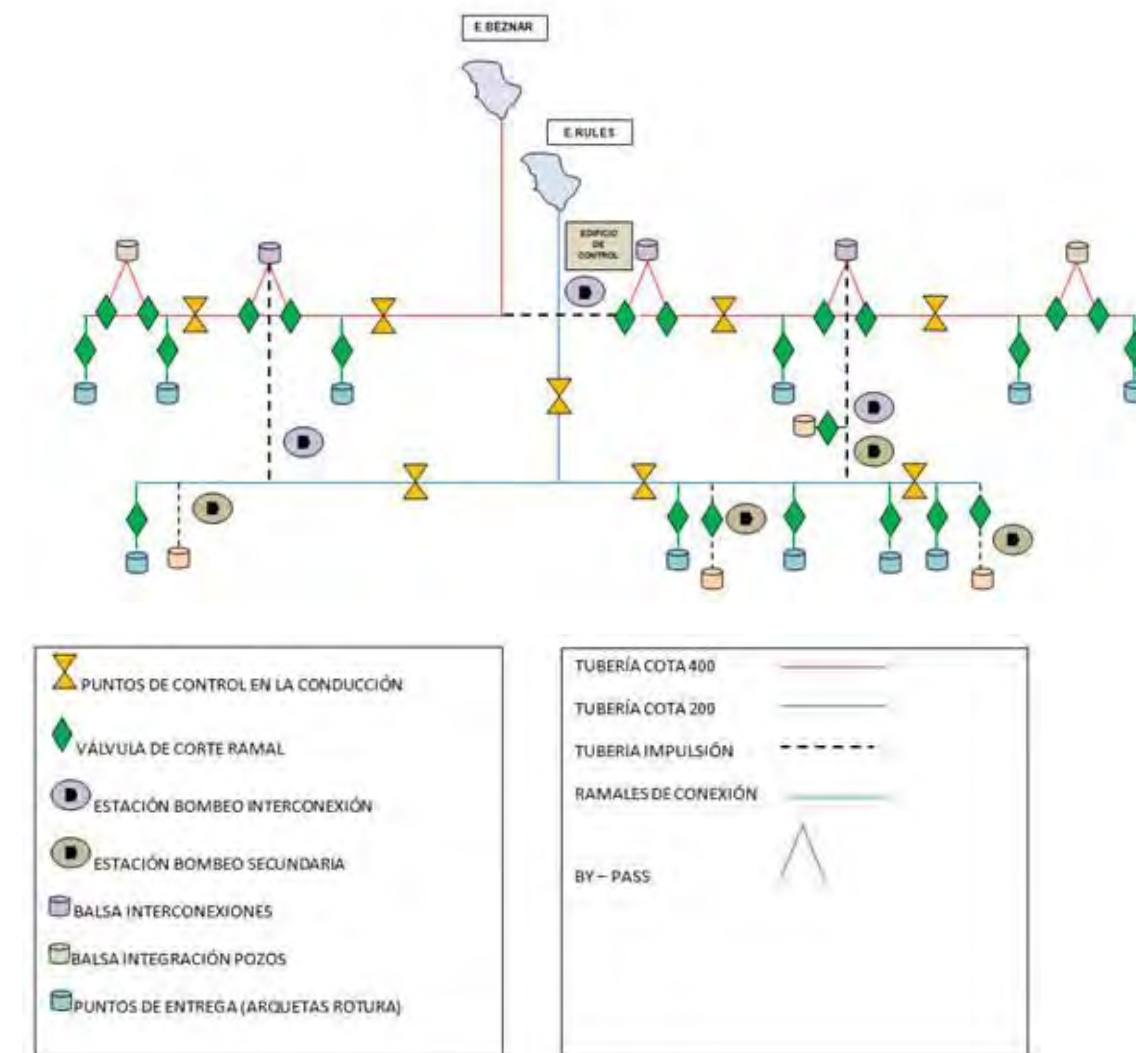 E.BÉZNAR
E.RULES
EDIFICIO
DE
CONTROL
PUNTOS DE CONTROL EN LA CONDUCCIÓN
VÁLVULA DE CORTE RAMAL
ESTACIÓN BOMBEO INTERCONEXIÓN
ESTACIÓN BOMBEO SECUNDARIA
BALSA INTERCONEXIONES
BALSA INTEGRACIÓN POZOS
PUNTOS DE ENTREGA (ARQUETAS ROTURA)
TUBERÍA COTA 400
TUBERÍA COTA 200
TUBERIA IMPULSIÓN
RAMALES DE CONEXIÓN
BY – PASS